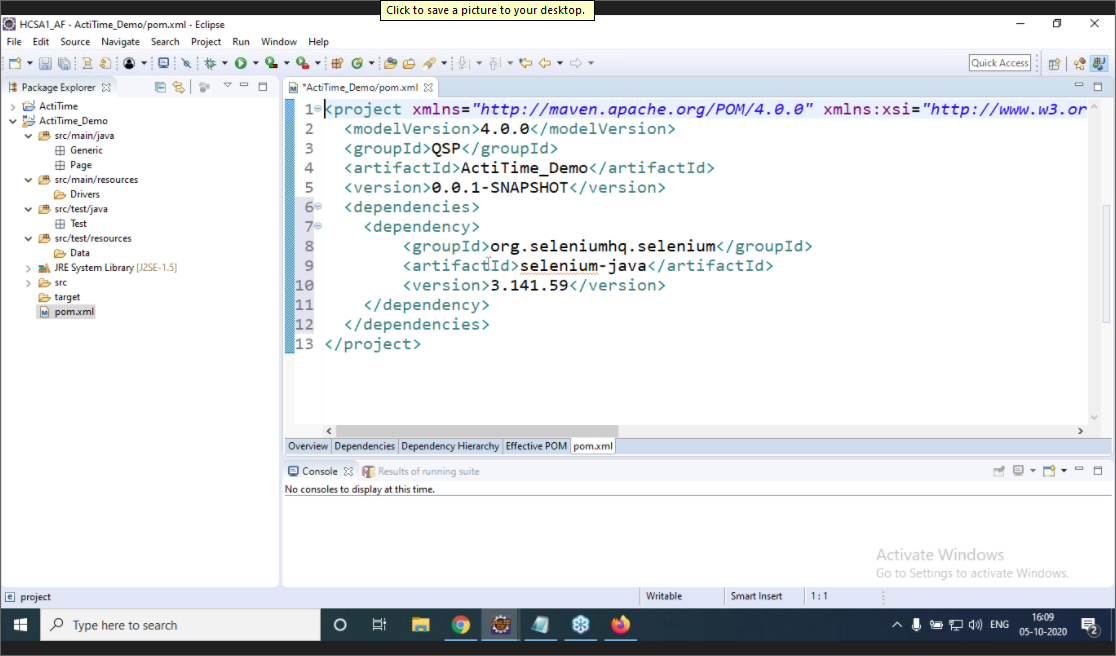 Click to save a picture to your desktop.
HCSA1_AF - ActiTime_Demo/pom.xml - Eclipse
File Edit Source Navigate Search Project Run Window Help
Quick Access
Package Explorer
ActiTime
ActiTime_Demo
src/main/java
Generic
Page
src/main/resources
Drivers
src/test/java
Test
src/test/resources
Data
JRE System Library [J2SE-1.5]
src
target
pom.xml
*ActiTime_Demo/pom.xml
1 <project xmlns="http://maven.apache.org/POM/4.0.0" xmlns:xsi="http://www.w3.or
2 <modelVersion>4.0.0</modelVersion>
3 <groupId>QSP</groupId>
4 <artifactId>ActiTime_Demo</artifactId>
5 <version>0.0.1-SNAPSHOT</version>
6 <dependencies>
7 <dependency>
8 <groupId>org.seleniumhq.selenium</groupId>
9 <artifactId>selenium-java</artifactId>
10 <version>3.141.59</version>
11 </dependency>
12 </dependencies>
13 </project>
Overview Dependencies Dependency Hierarchy Effective POM pom.xml
Console Results of running suite
No consoles to display at this time.
Activate Windows
Go to Settings to activate Windows.
project Writable Smart Insert 1 : 1
Type here to search
ENG
16:09
05-10-2020
2